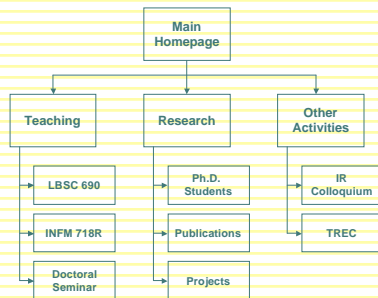 Main
Homepage
Teaching
Research
Other
Activities
LBSC 690
Ph.D.
Students
IR
Colloquium
INFM 718R
Publications
TREC
Doctoral
Seminar
Projects